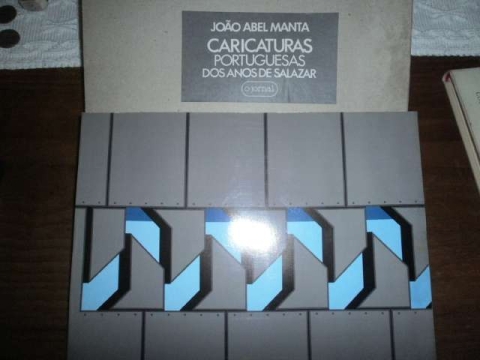 JOÃO ABEL MANTA
CARICATURAS
PORTUGUESAS
DOS ANOS DE SALAZAR
O jornal